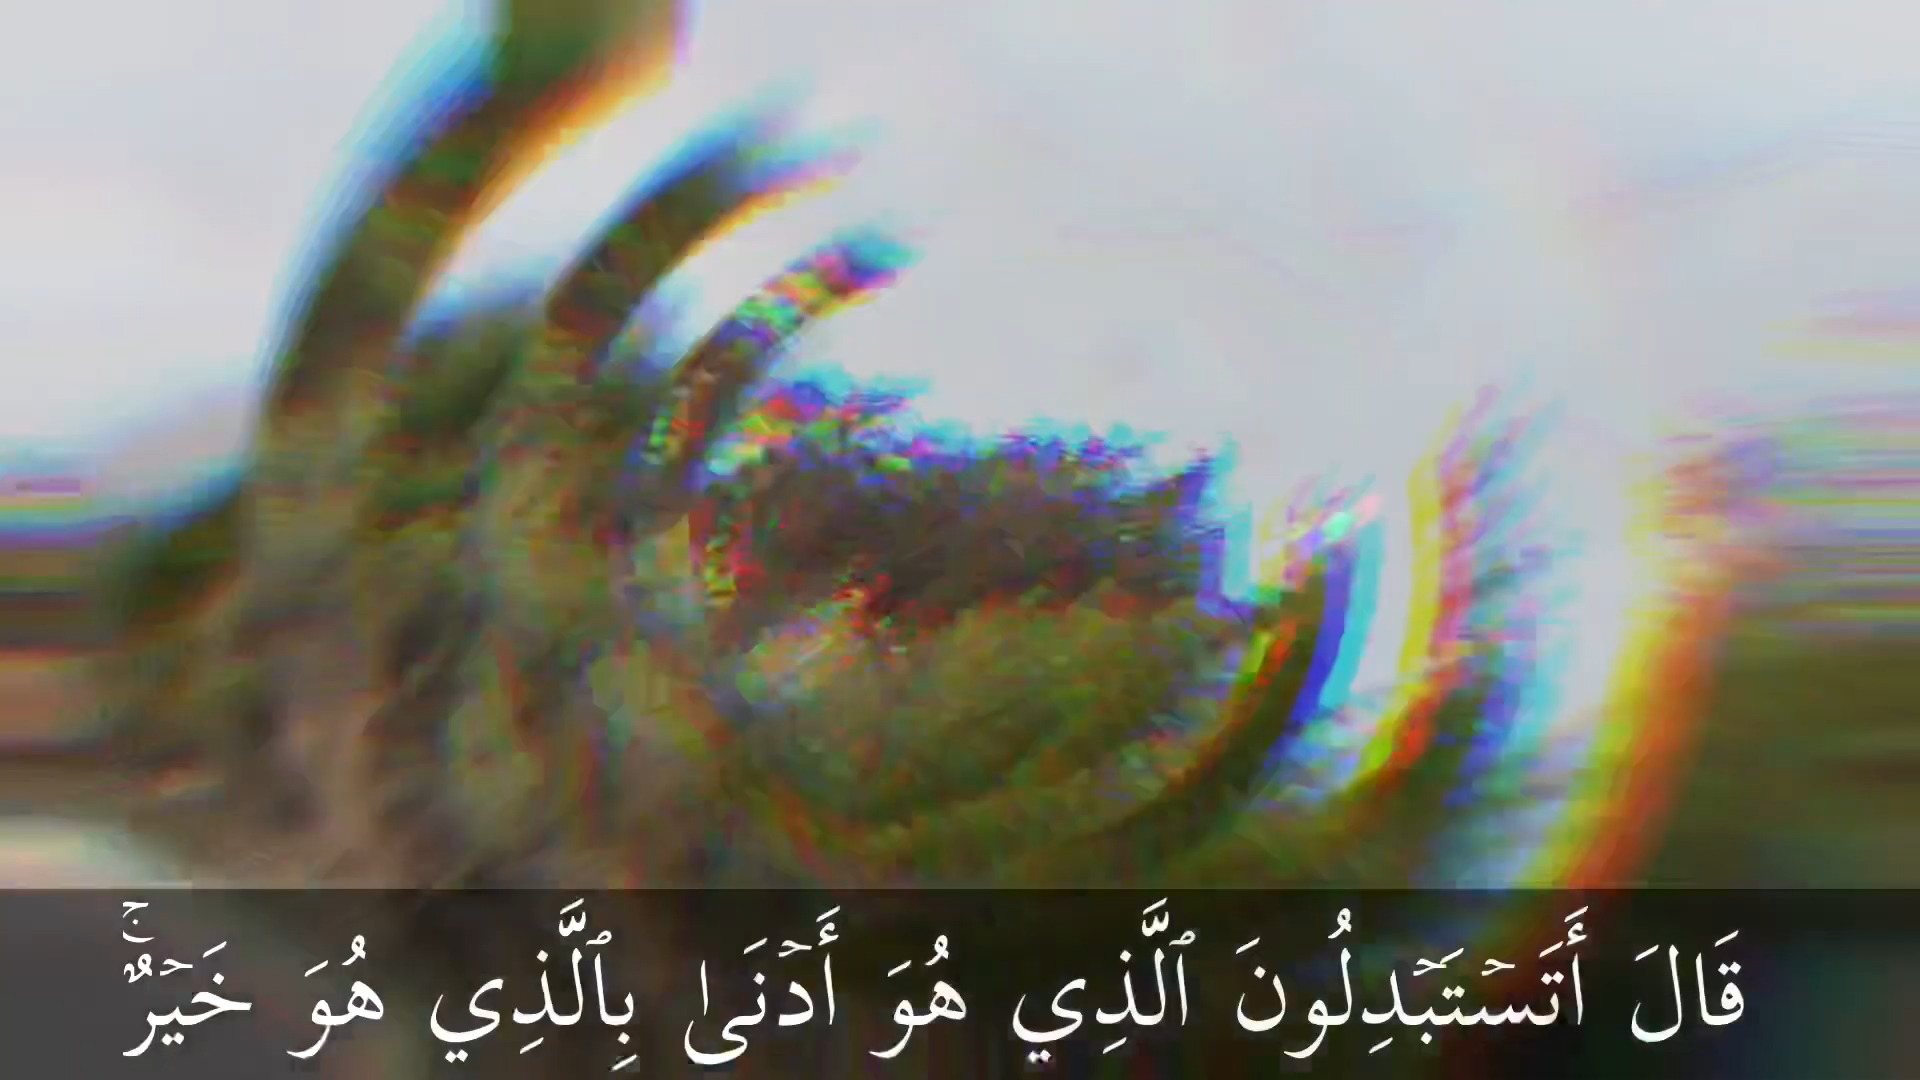 قَالَ أَتَسۡتَبۡدِلُونَ ٱلَّذِي هُوَ أَدۡنَىٰ بِٱلَّذِي هُوَ خَيۡرٌۚ